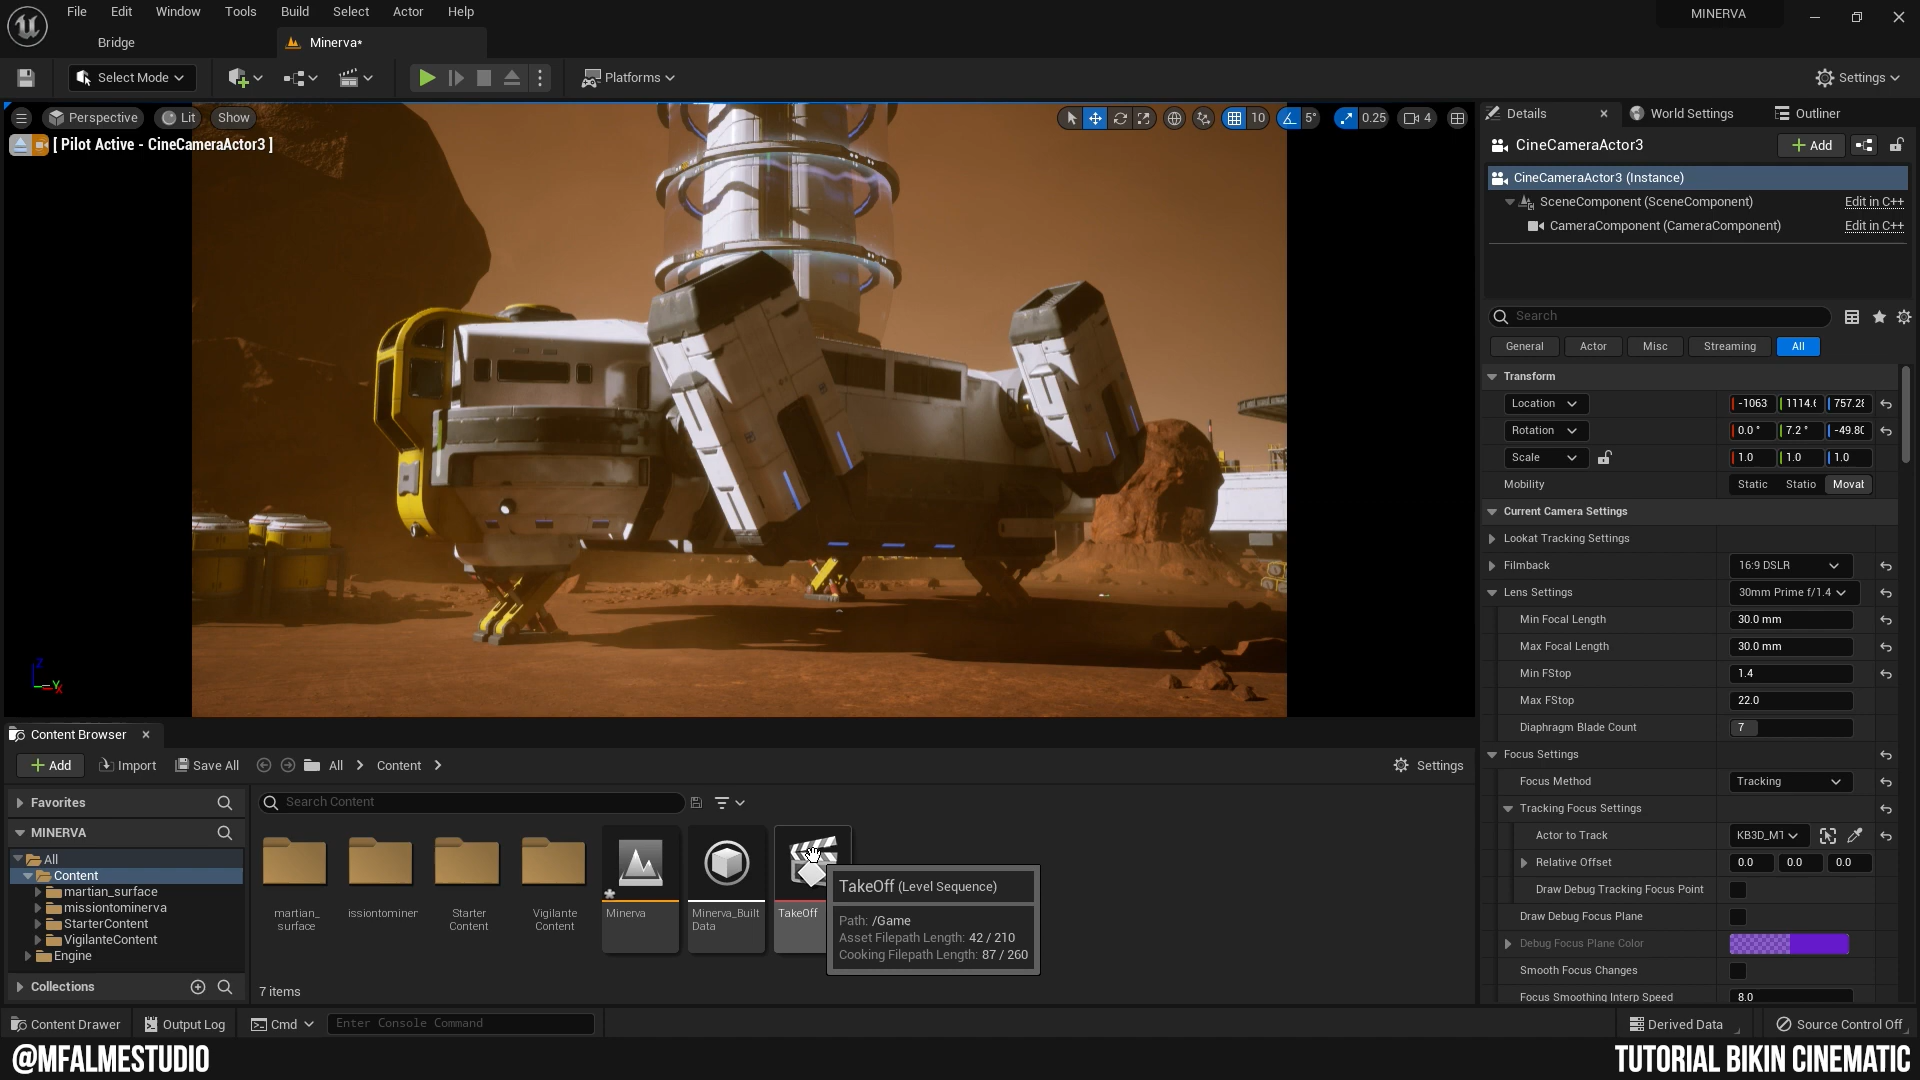 File Edit Window Tools Build Select Actor Help
MINERVA
Bridge
Minerva*
Select Mode
Platforms
Settings
Perspective Lit Show
10 5° 0.25 4
[ Pilot Active - CineCameraActor3 ]
Z
Y
Details World Settings Outliner
CineCameraActor3
+ Add
CineCameraActor3 (Instance)
SceneComponent (SceneComponent) Edit in C++
CameraComponent (CameraComponent) Edit in C++
Search
General Actor Misc Streaming All
Transform
Location -1063 1114.6 757.28
Rotation 0.0 ° 7.2 ° -49.80
Scale 1.0 1.0 1.0
Mobility Static Statio Movat
Current Camera Settings
Lookat Tracking Settings
Filmback 16:9 DSLR
Lens Settings 30mm Prime f/1.4
Min Focal Length 30.0 mm
Max Focal Length 30.0 mm
Min FStop 1.4
Max FStop 22.0
Diaphragm Blade Count 7
Focus Settings
Focus Method Tracking
Tracking Focus Settings
Actor to Track KB3D_M1
Relative Offset 0.0 0.0 0.0
Draw Debug Tracking Focus Point
Draw Debug Focus Plane
Debug Focus Plane Color
Smooth Focus Changes
Focus Smoothing Interp Speed 8.0
Content Browser
+ Add Import Save All All > Content > Settings
Favorites
MINERVA
All
Content
martian_surface
missiontominerva
StarterContent
VigilanteContent
Engine
Collections
Search Content
martian_
surface
issiontominer
Starter
Content
Vigilante
Content
Minerva
Minerva_Built
Data
TakeOff
TakeOff (Level Sequence)
Path: /Game
Asset Filepath Length: 42 / 210
Cooking Filepath Length: 87 / 260
7 items
Content Drawer Output Log Cmd Enter Console Command Derived Data Source Control Off
@MFALMESTUDIO
TUTORIAL BIKIN CINEMATIC